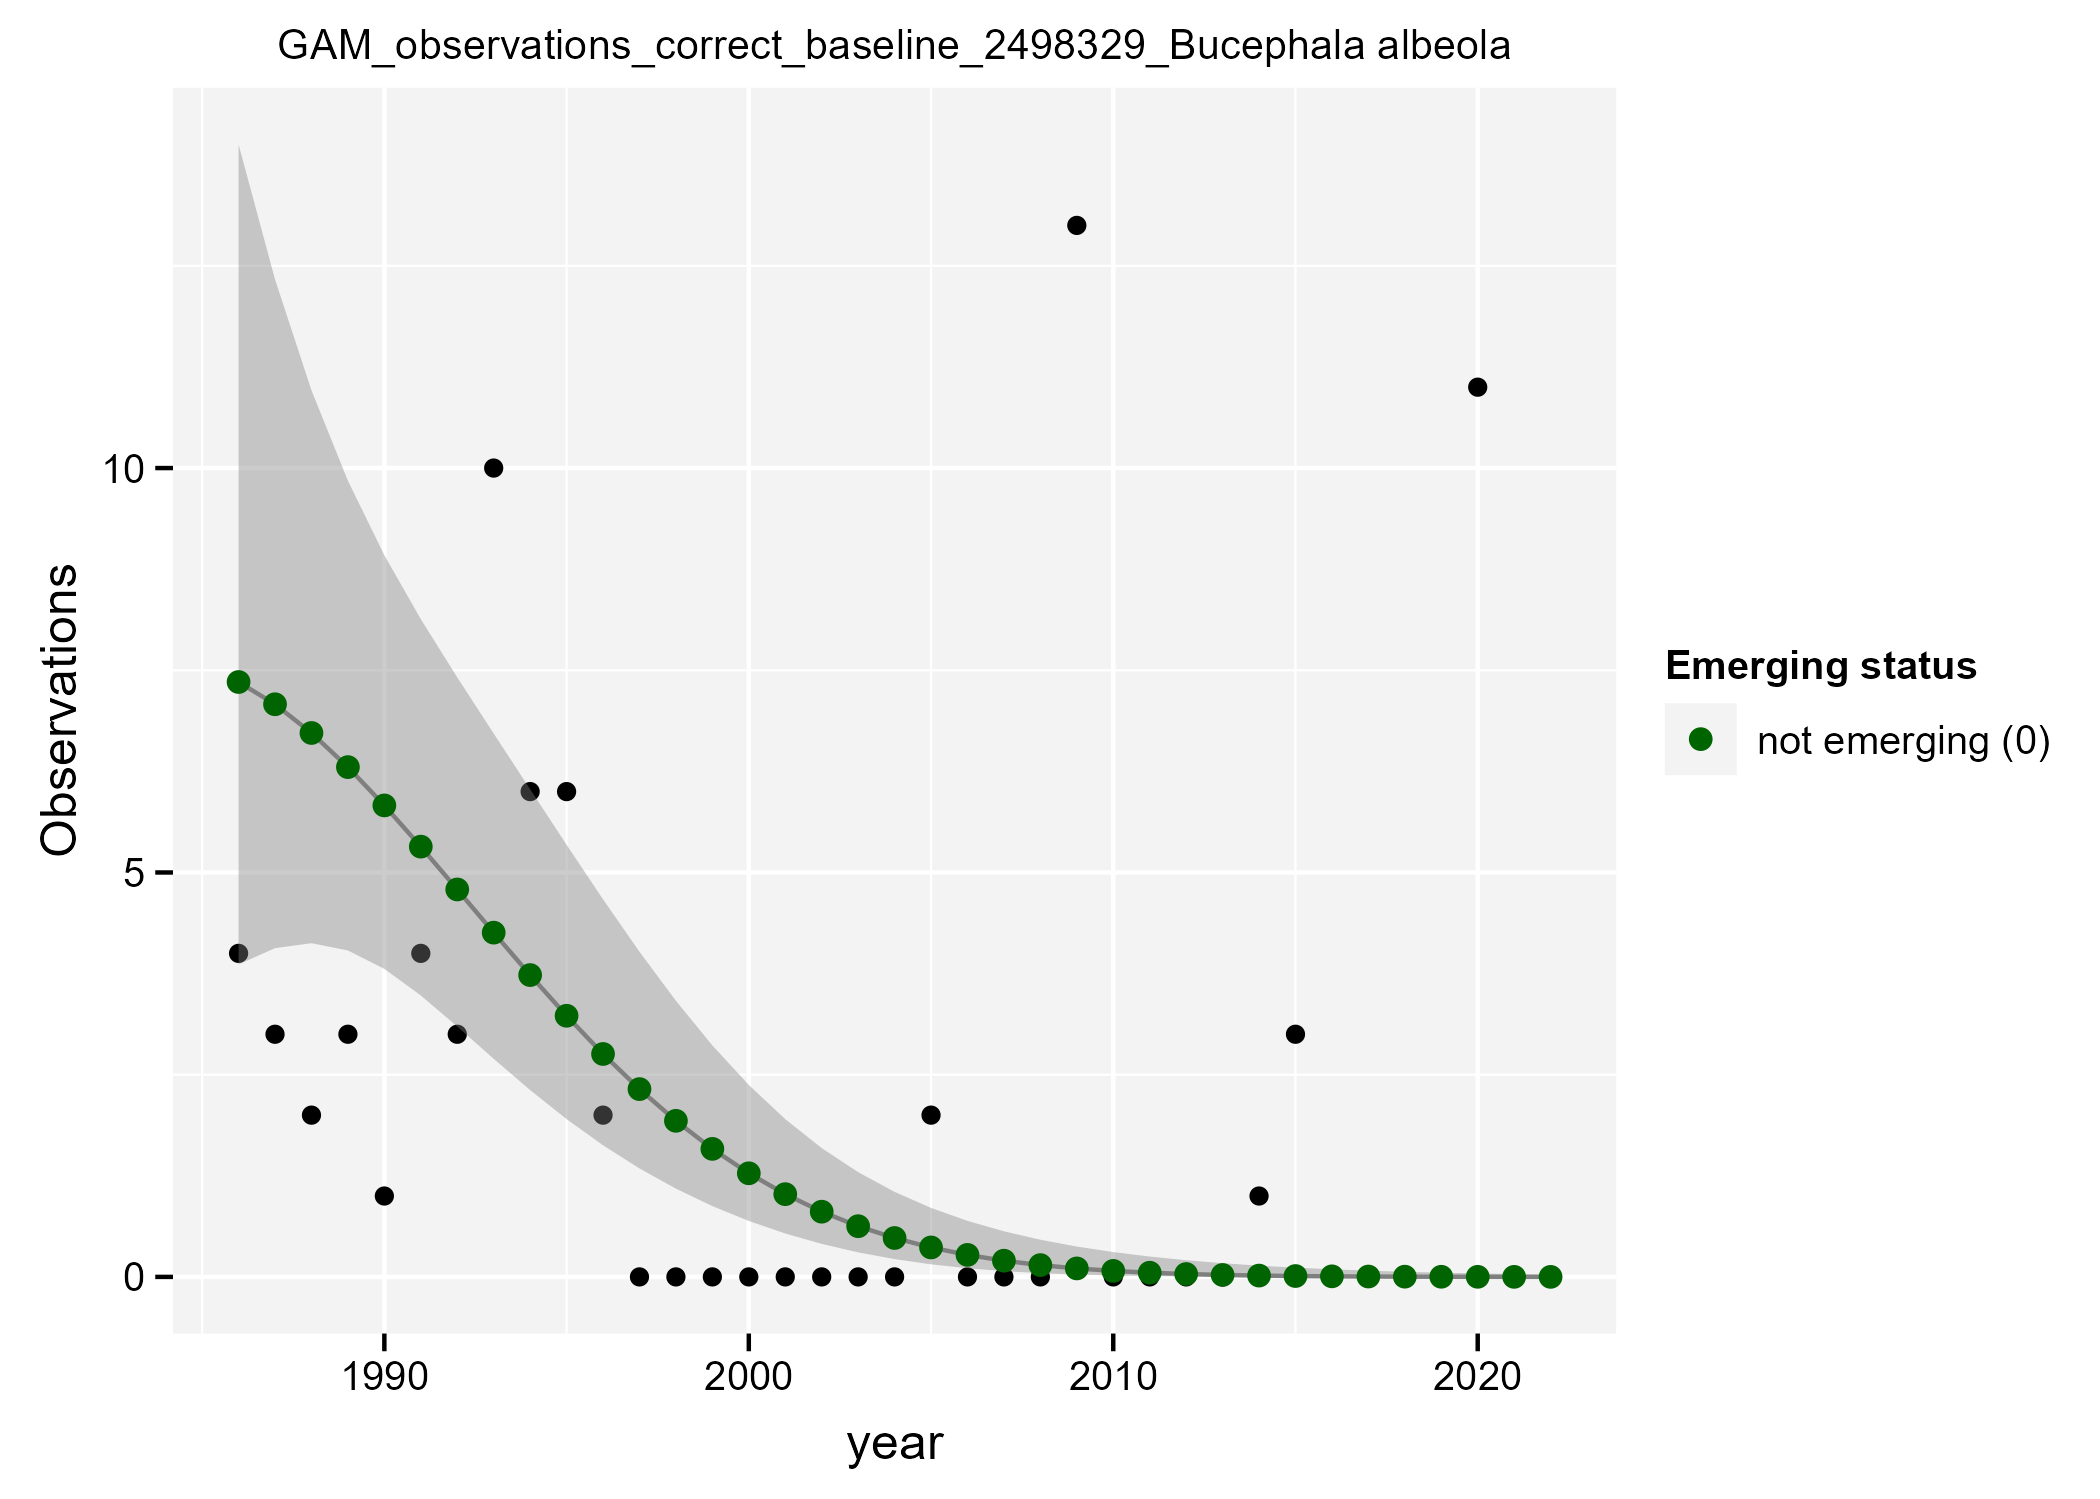 GAM_observations_correct_baseline_2498329_Bucephala albeola
Observations
10
5
0
1990
2000
2010
2020
year
Emerging status
not emerging (0)